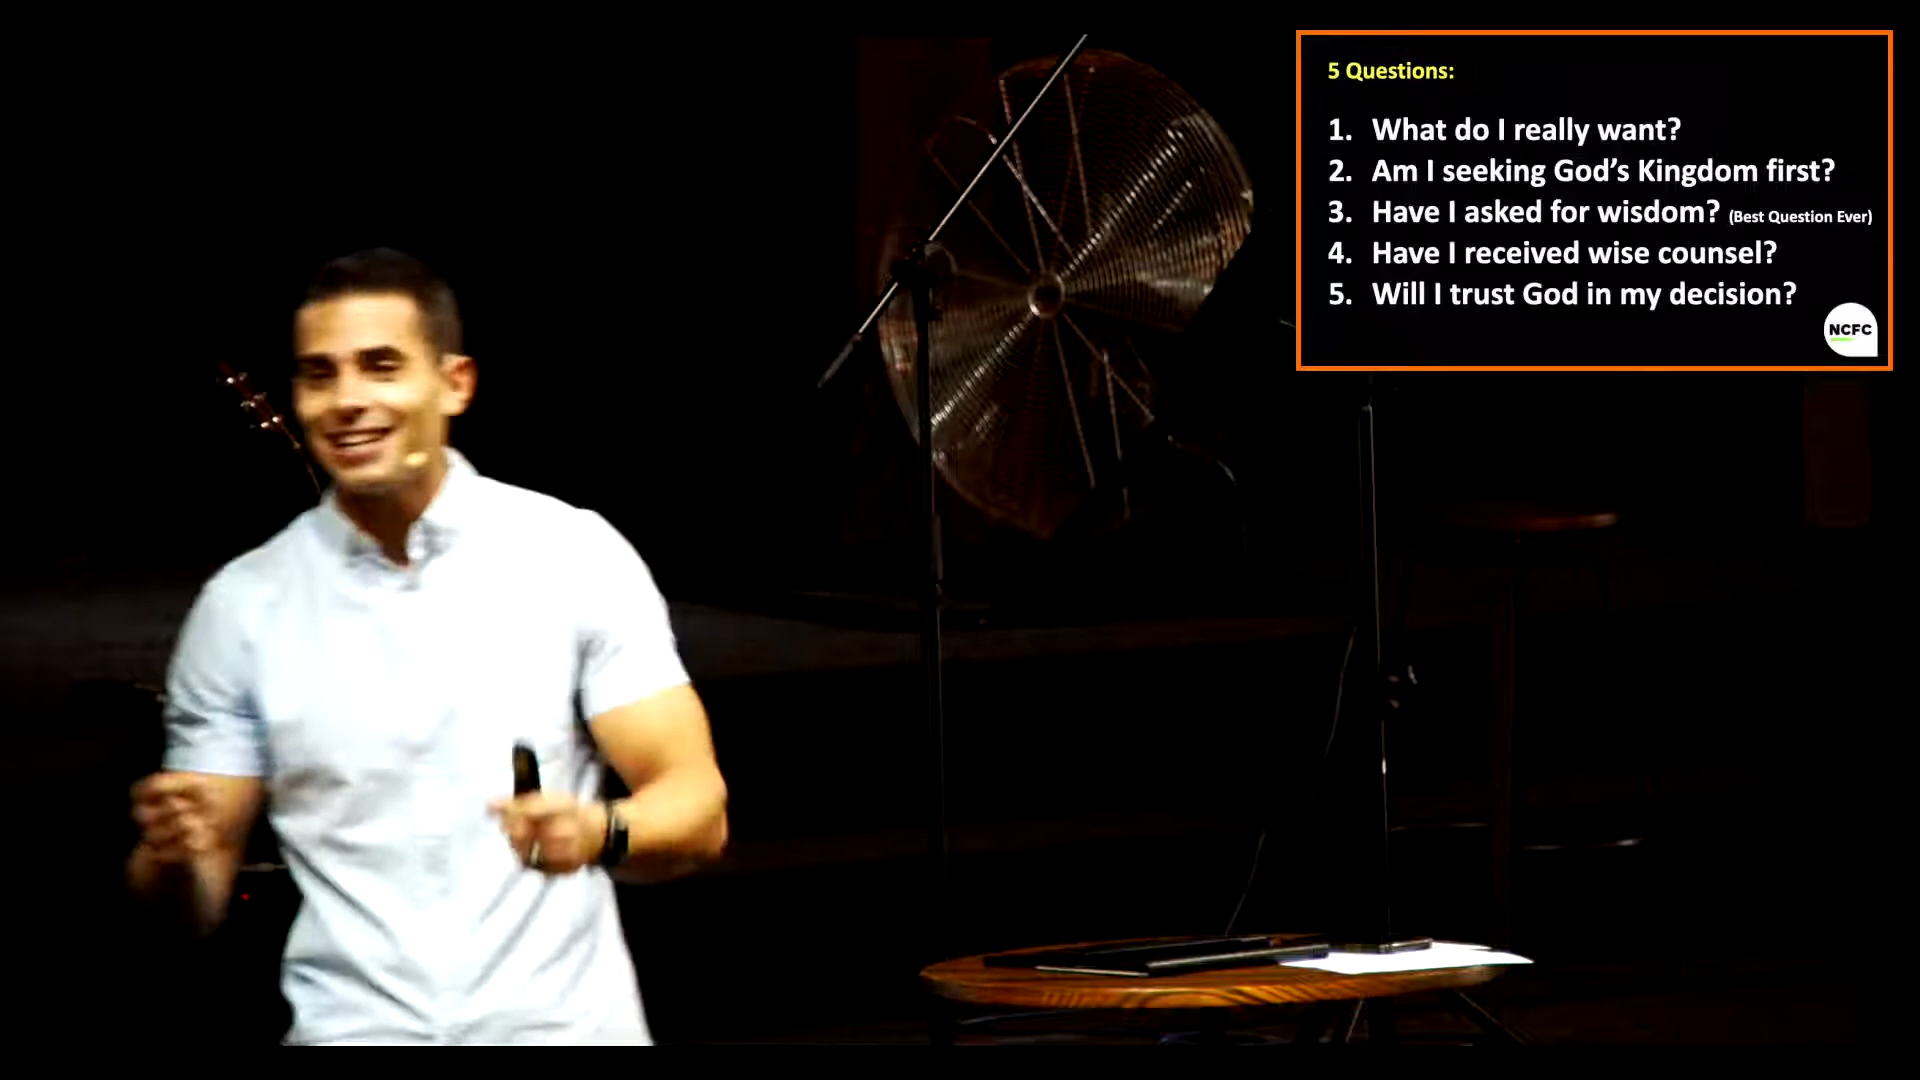 5 Questions:
1. What do I really want?
2. Am I seeking God's Kingdom first?
3. Have I asked for wisdom? (Best Question Ever)
4. Have I received wise counsel?
5. Will I trust God in my decision?
NCFC